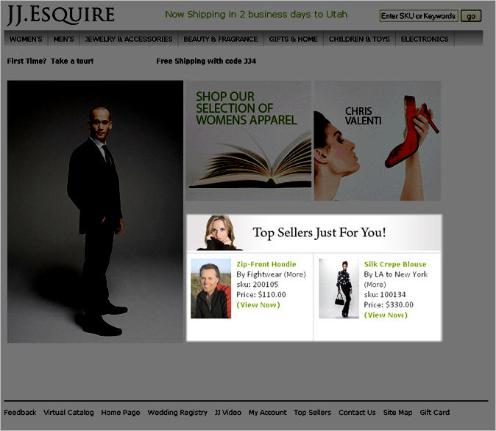 JJ.ESQUIRE
Now Shipping in 2 business days to Utah
Enter SKU or Keywords go
WOMEN'S MEN'S JEWELRY & ACCESSORIES BEAUTY & FRAGRANCE GIFTS & HOME CHILDREN & TOYS ELECTRONICS
First Time? Take a tour! Free Shipping with code JJ4
SHOP OUR
SELECTION OF
WOMENS APPAREL
CHRIS
VALENTI
Top Sellers Just For You!
Zip-Front Hoodie
By Fightwear (More)
sku: 200105
Price: $110.00
(View Now)
Silk Crepe Blouse
By LA to New York
(More)
sku: 100134
Price: $330.00
(View Now)
Feedback Virtual Catalog Home Page Wedding Registry JJ Video My Account Top Sellers Contact Us Site Map Gift Card